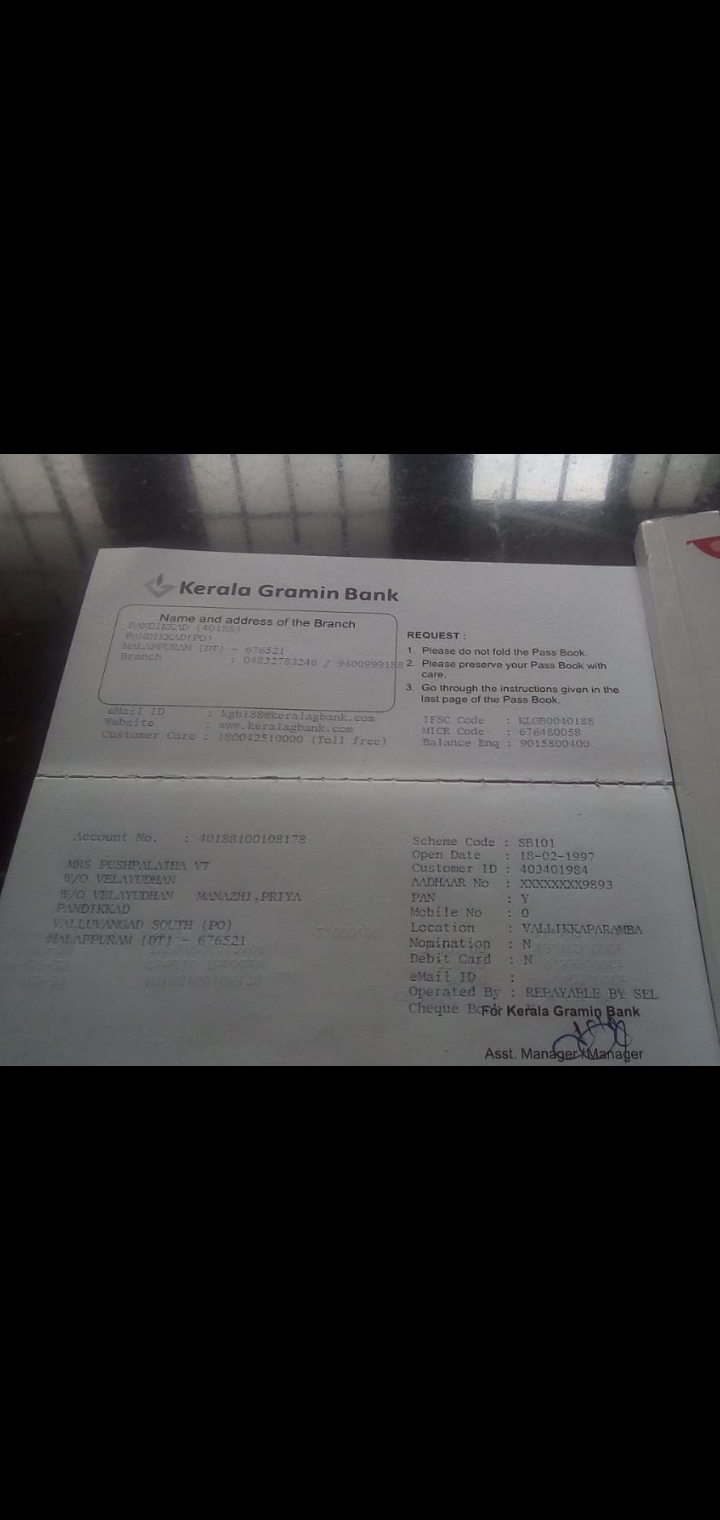 Kerala Gramin Bank
Name and address of the Branch
PANDIKKAD (40188)
PANDIKKAD(PO)
MALAPPURAM (DT) - 676521
Branch : 04832783246 / 9400999188
eMail ID : kgb188@keralagbank.com
Website : www.keralagbank.com
Customer Care : 180042510000 (Toll free)
REQUEST :
1. Please do not fold the Pass Book.
2. Please preserve your Pass Book with
care.
3. Go through the instructions given in the
last page of the Pass Book.
IFSC Code : KLGB0040188
MICR Code : 676480058
Balance Enq : 9015800400
Account No. : 40188100108178
MRS PUSHPALATHA VT
W/O VELAYUDHAN
W/O VELAYUDHAN MANAZHI,PRIYA
PANDIKKAD
VALLUVANGAD SOUTH (PO)
MALAPPURAM (DT) - 676521
Scheme Code : SB101
Open Date : 18-02-1997
Customer ID : 403401984
AADHAAR No : XXXXXXXX9893
PAN : Y
Mobile No : 0
Location : VALLIKKAPARAMBA
Nomination : N
Debit Card : N
eMail ID :
Operated By : REPAYABLE BY SEL
Cheque
For Kerala Gramin Bank
Asst. Manager/Manager